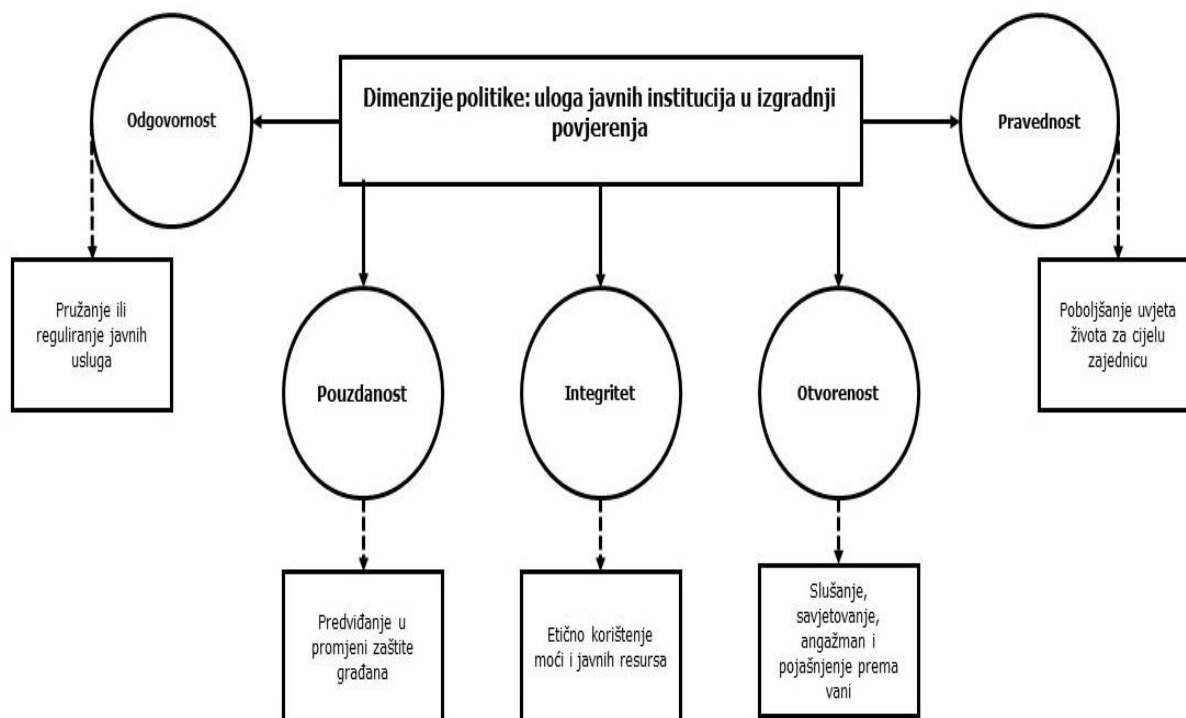 Dimenzije politike: uloga javnih institucija u izgradnji
povjerenja
Odgovornost
Pravednost
Pružanje ili
reguliranje javnih
usluga
Poboljšanje uvjeta
života za cijelu
zajednicu
Pouzdanost
Integritet
Otvorenost
Predviđanje u
promjeni zaštite
građana
Etično korištenje
moći i javnih resursa
Slušanje,
savjetovanje,
angažman i
pojašnjenje prema
vani